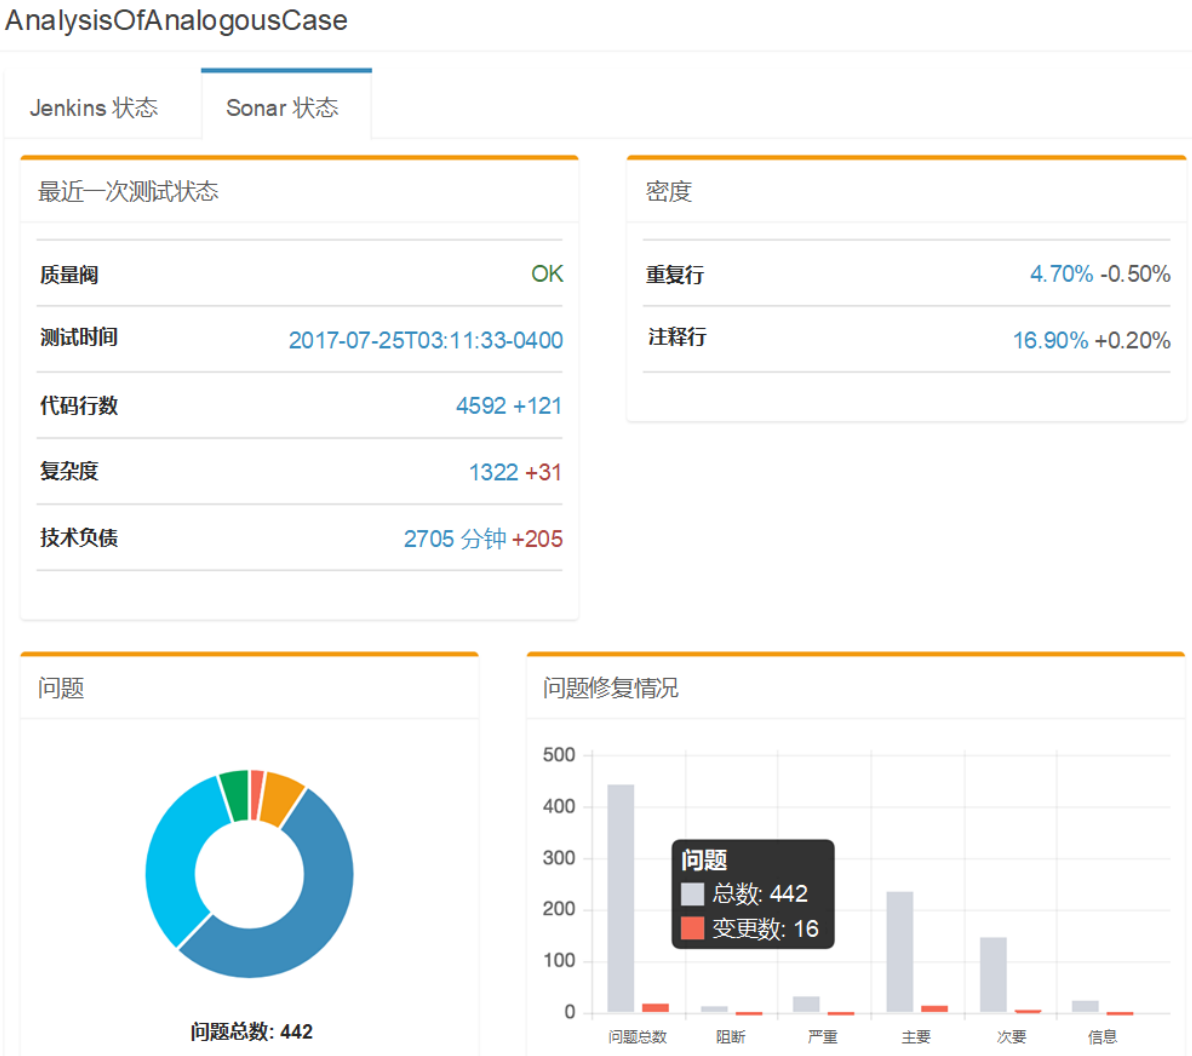 AnalysisOfAnalogousCase
Jenkins 状态
Sonar 状态
最近一次测试状态
质量阀 OK
测试时间 2017-07-25T03:11:33-0400
代码行数 4592 +121
复杂度 1322 +31
技术负债 2705 分钟 +205
密度
重复行 4.70% -0.50%
注释行 16.90% +0.20%
问题
问题总数: 442
问题修复情况
500
400
300
200
100
0
问题
总数: 442
变更数: 16
问题总数 阻断 严重 主要 次要 信息